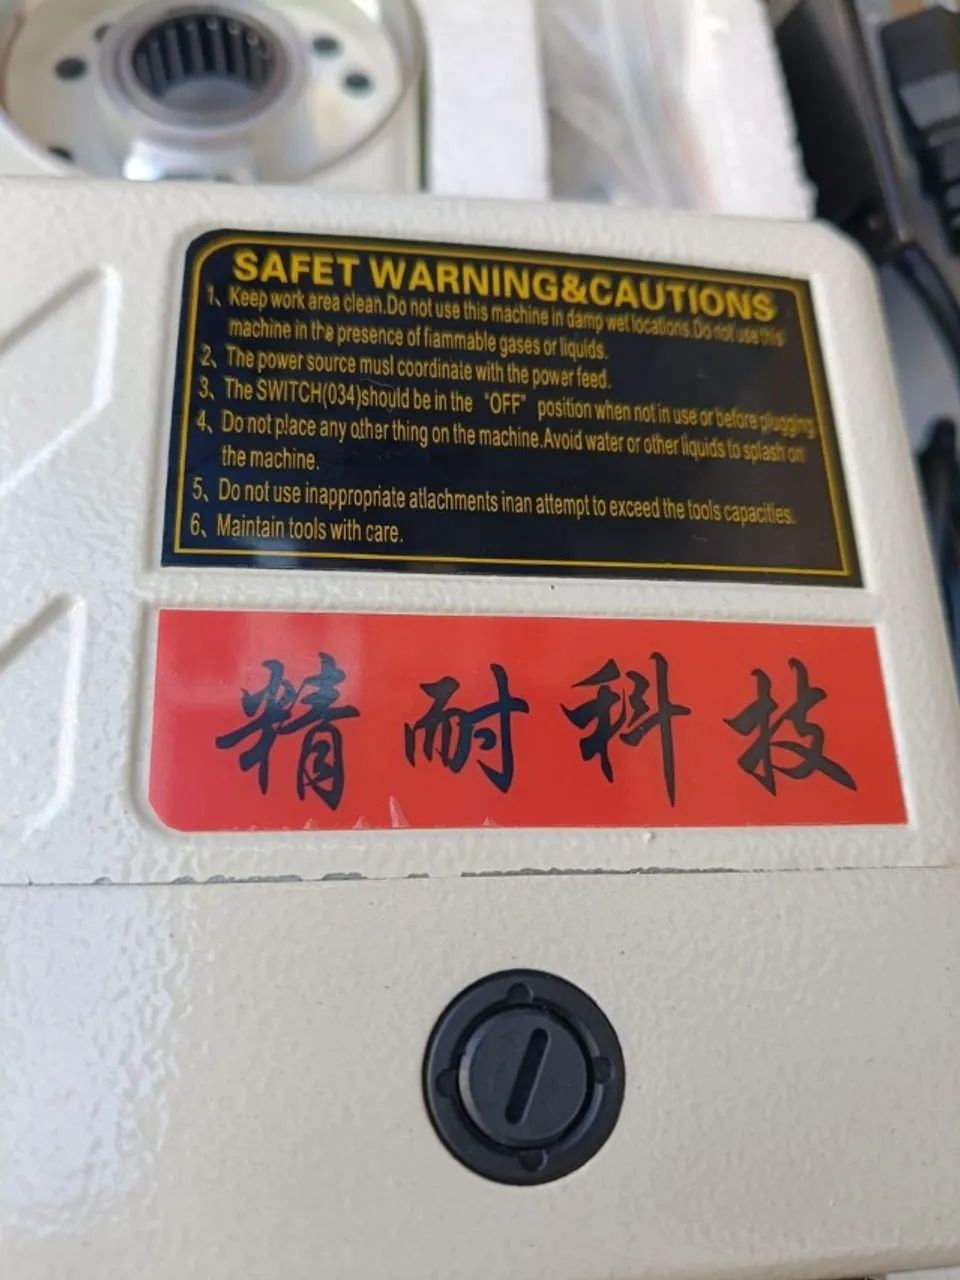 SAFET WARNING&CAUTIONS
1、Keep work area clean.Do not use this machine in damp wet locations.Do not use this
machine in the presence of fiammable gases or liquids.
2、The power source musl coordinate with the power feed.
3、The SWITCH(034)should be in the "OFF" position when not in use or before plugging
4、Do not place any other thing on the machine.Avoid water or other liquids to splash on
the machine.
5、Do not use inappropriate atlachments inan attempt to exceed the tools capacities.
6、Maintain tools with care.
精耐科技